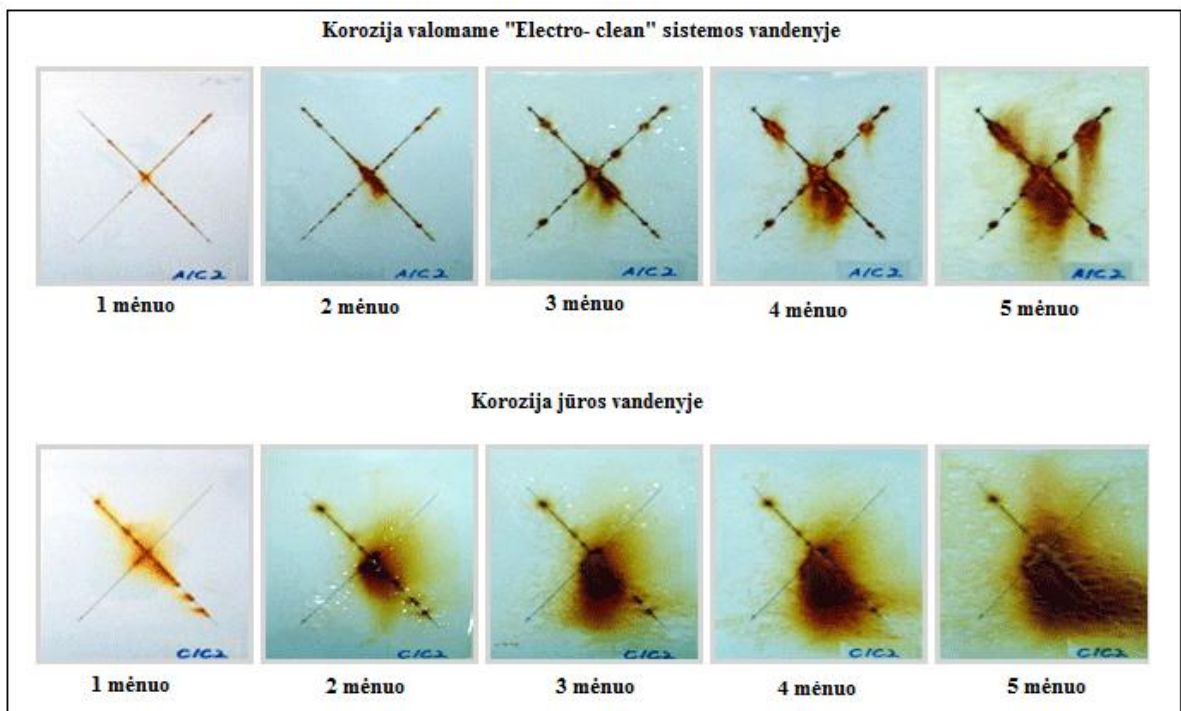 Korozija valomame "Electro- clean" sistemos vandenyje
A1C2
A1C2
A1C2
A1C2
A1C2
1 mėnuo
2 mėnuo
3 mėnuo
4 mėnuo
5 mėnuo
Korozija jūros vandenyje
C1C2
C1C2
C1C2
C1C2
C1C2
1 mėnuo
2 mėnuo
3 mėnuo
4 mėnuo
5 mėnuo